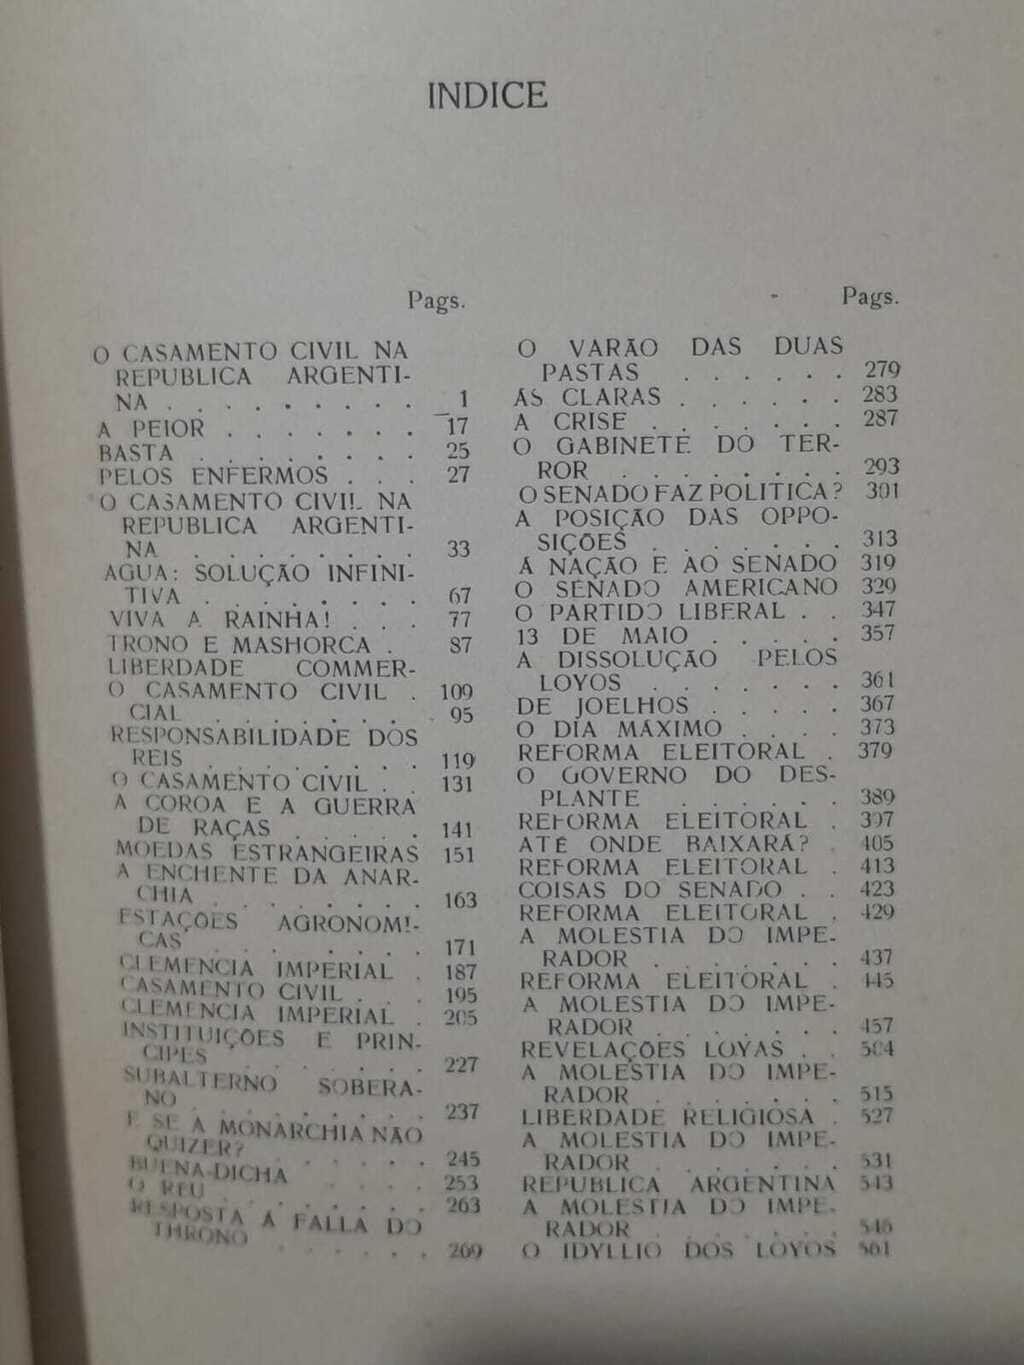 INDICE
Pags.
O CASAMENTO CIVIL NA
REPUBLICA ARGENTI-
NA . . . . . . . . . 1
A PEIOR . . . . . . . 17
BASTA . . . . . . . . 25
PELOS ENFERMOS . . . 27
O CASAMENTO CIVIL NA
REPUBLICA ARGENTI-
NA . . . . . . . . 33
AGUA: SOLUÇÃO INFINI-
TIVA . . . . . . . . 67
VIVA A RAINHA! . . . 77
TRONO E MASHORCA . 87
LIBERDADE COMMER-
O CASAMENTO CIVIL . 109
CIAL . . . . . . . . 95
RESPONSABILIDADE DOS
REIS . . . . . . . 119
O CASAMENTO CIVIL . . 131
A COROA E A GUERRA
DE RAÇAS . . . . . 141
MOEDAS ESTRANGEIRAS 151
A ENCHENTE DA ANAR-
CHIA . . . . . . . 163
ESTAÇÕES AGRONOMI-
CAS . . . . . . . 171
CLEMENCIA IMPERIAL . 187
CASAMENTO CIVIL . . . 195
CLEMENCIA IMPERIAL . 205
INSTITUIÇÕES E PRIN-
CIPES . . . . . . 227
SUBALTERNO SOBERA-
NO . . . . . . . . 237
E SE A MONARCHIA NÃO
QUIZER? . . . . . 245
BUENA-DICHA . . . . 253
O REU . . . . . . . 263
RESPOSTA A FALLA DO
THRONO . . . . . . 269
Pags.
O VARÃO DAS DUAS
PASTAS . . . . . . 279
ÁS CLARAS . . . . . . 283
A CRISE . . . . . . . 287
O GABINETE DO TER-
ROR . . . . . . . . 293
O SENADO FAZ POLITICA? 301
A POSIÇÃO DAS OPPO-
SIÇÕES . . . . . . . 313
Á NAÇÃO E AO SENADO 319
O SENADO AMERICANO 329
O PARTIDO LIBERAL . . 347
13 DE MAIO . . . . . 357
A DISSOLUÇÃO PELOS
LOYOS . . . . . . . 361
DE JOELHOS . . . . . 367
O DIA MÁXIMO . . . . 373
REFORMA ELEITORAL . 379
O GOVERNO DO DES-
PLANTE . . . . . . 389
REFORMA ELEITORAL . 397
ATÉ ONDE BAIXARÁ? . 405
REFORMA ELEITORAL . 413
COISAS DO SENADO . . 423
REFORMA ELEITORAL . 429
A MOLESTIA DO IMPE-
RADOR . . . . . . . 437
REFORMA ELEITORAL . 445
A MOLESTIA DO IMPE-
RADOR . . . . . . . 457
REVELAÇÕES LOYAS . . 504
A MOLESTIA DO IMPE-
RADOR . . . . . . . 515
LIBERDADE RELIGIOSA . 527
A MOLESTIA DO IMPE-
RADOR . . . . . . . 531
REPUBLICA ARGENTINA 543
A MOLESTIA DO IMPE-
RADOR . . . . . . .
O IDYLLIO DOS LOYOS 561